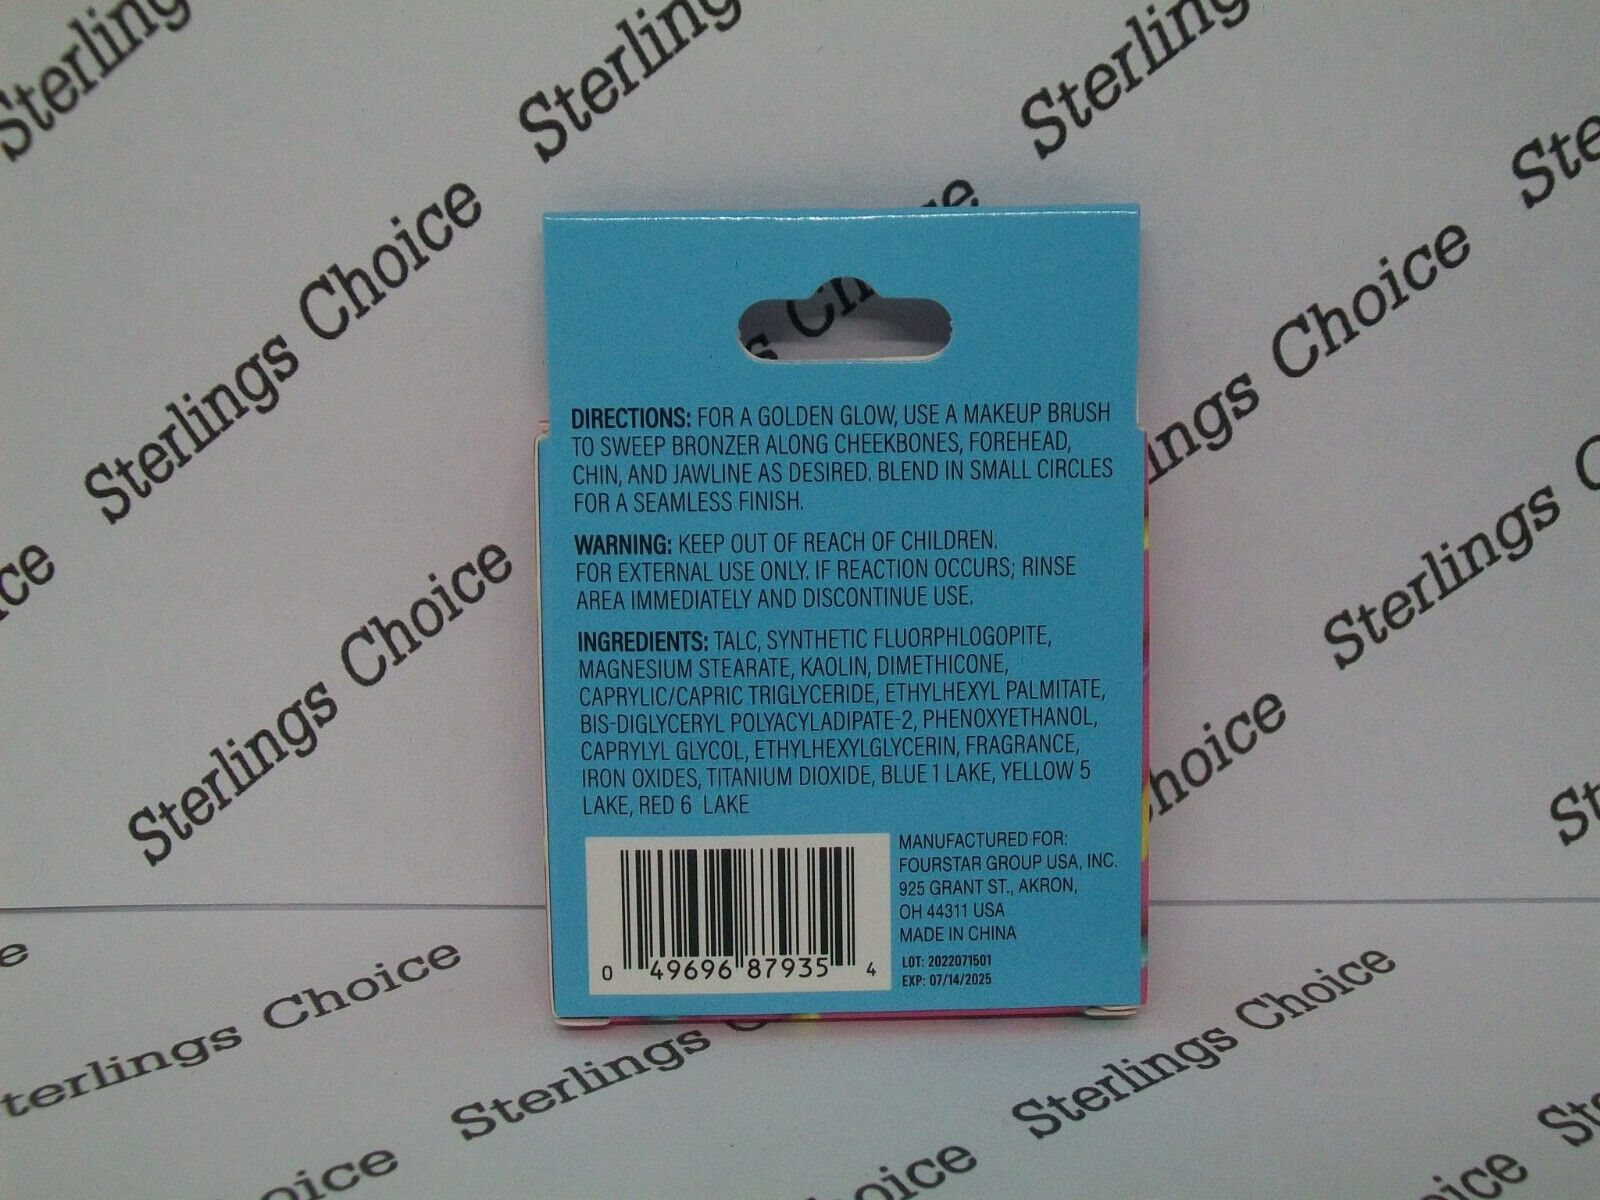 Sterlings
Sterlings
Sterlings
Sterlings Choice
Sterlings Choice
Choice
DIRECTIONS: FOR A GOLDEN GLOW, USE A MAKEUP BRUSH
TO SWEEP BRONZER ALONG CHEEKBONES, FOREHEAD,
CHIN, AND JAWLINE AS DESIRED. BLEND IN SMALL CIRCLES
FOR A SEAMLESS FINISH.
WARNING: KEEP OUT OF REACH OF CHILDREN.
FOR EXTERNAL USE ONLY. IF REACTION OCCURS; RINSE
AREA IMMEDIATELY AND DISCONTINUE USE.
INGREDIENTS: TALC, SYNTHETIC FLUORPHLOGOPITE,
MAGNESIUM STEARATE, KAOLIN, DIMETHICONE,
CAPRYLIC/CAPRIC TRIGLYCERIDE, ETHYLHEXYL PALMITATE,
BIS-DIGLYCERYL POLYACYLADIPATE-2, PHENOXYETHANOL,
CAPRYLYL GLYCOL, ETHYLHEXYLGLYCERIN, FRAGRANCE,
IRON OXIDES, TITANIUM DIOXIDE, BLUE 1 LAKE, YELLOW 5
LAKE, RED 6 LAKE
MANUFACTURED FOR:
FOURSTAR GROUP USA, INC.
925 GRANT ST., AKRON,
OH 44311 USA
MADE IN CHINA
LOT: 2022071501
EXP: 07/14/2025
0 49696 87935 4
Sterlings Choice
Sterlings
Choice
terlings Choice
Sterlings
Sterlings Choice
Choice